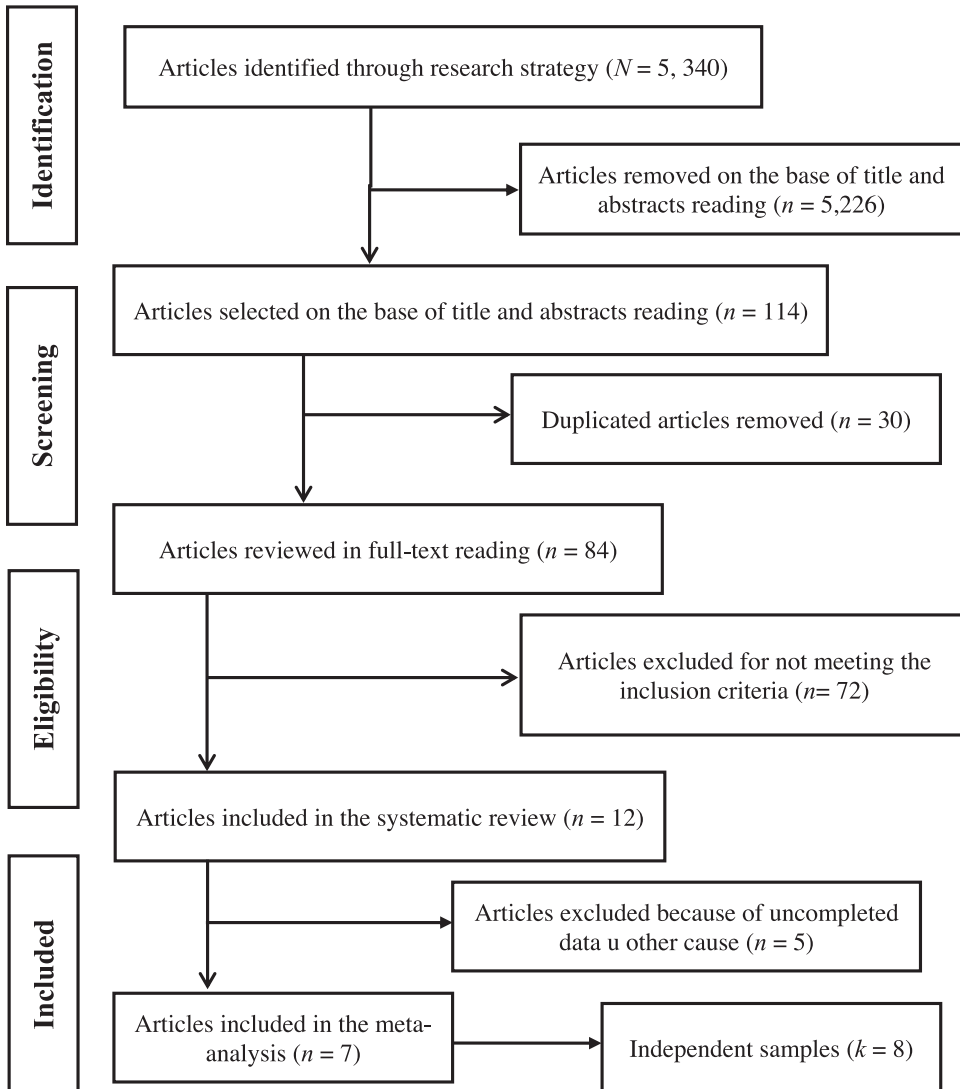 Identification
Articles identified through research strategy (N = 5, 340)
Articles removed on the base of title and
abstracts reading (n = 5,226)
Screening
Articles selected on the base of title and abstracts reading (n = 114)
Duplicated articles removed (n = 30)
Articles reviewed in full-text reading (n = 84)
Eligibility
Articles excluded for not meeting the
inclusion criteria (n= 72)
Articles included in the systematic review (n = 12)
Included
Articles excluded because of uncompleted
data u other cause (n = 5)
Articles included in the meta-
analysis (n = 7)
Independent samples (k = 8)